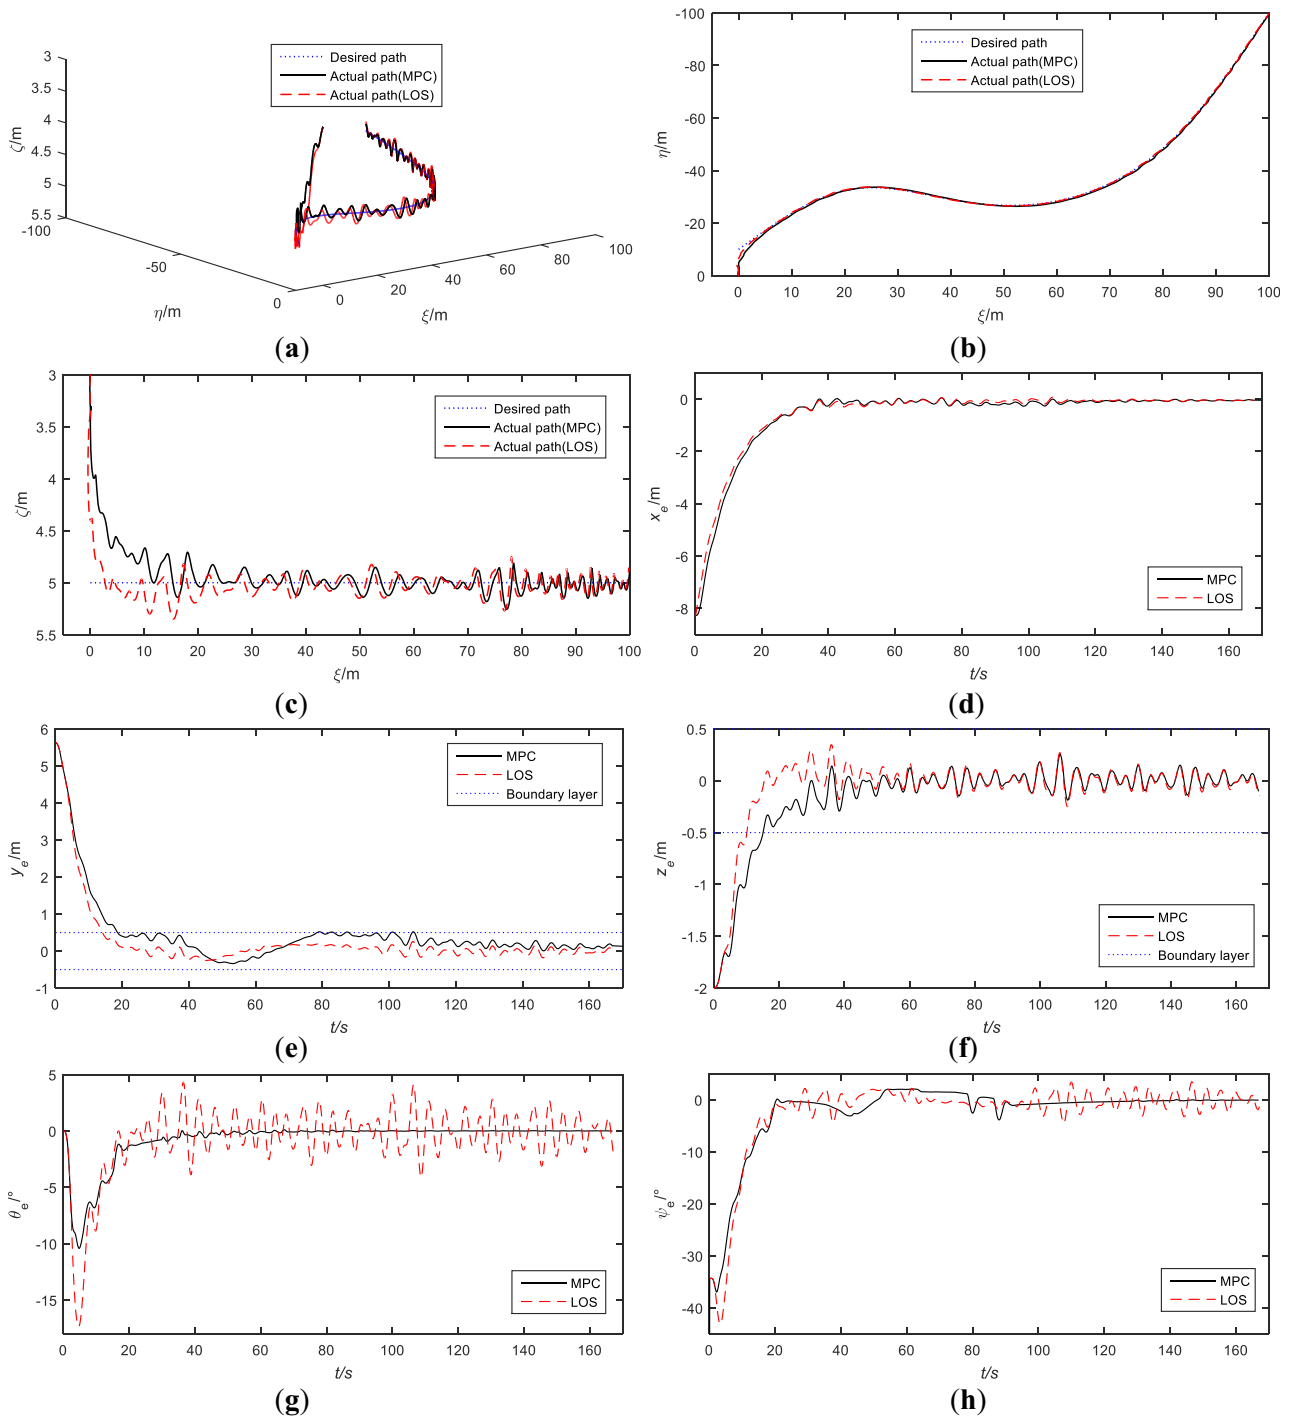 3
3.5
4
4.5
5
5.5
ζ/m
-100
-50
0
η/m
0
20
40
60
80
100
ξ/m
Desired path
Actual path(MPC)
Actual path(LOS)
(a)
-100
-80
-60
-40
-20
0
η/m
0 10 20 30 40 50 60 70 80 90 100
ξ/m
Desired path
Actual path(MPC)
Actual path(LOS)
(b)
3
3.5
4
4.5
5
5.5
ζ/m
0 10 20 30 40 50 60 70 80 90 100
ξ/m
Desired path
Actual path(MPC)
Actual path(LOS)
(c)
0
-2
-4
-6
-8
x_e/m
0 20 40 60 80 100 120 140 160
t/s
MPC
LOS
(d)
6
5
4
3
2
1
0
-1
y_e/m
0 20 40 60 80 100 120 140 160
t/s
MPC
LOS
Boundary layer
(e)
0.5
0
-0.5
-1
-1.5
-2
z_e/m
0 20 40 60 80 100 120 140 160
t/s
MPC
LOS
Boundary layer
(f)
5
0
-5
-10
-15
θ_e/°
0 20 40 60 80 100 120 140 160
t/s
MPC
LOS
(g)
0
-10
-20
-30
-40
ψ_e/°
0 20 40 60 80 100 120 140 160
t/s
MPC
LOS
(h)